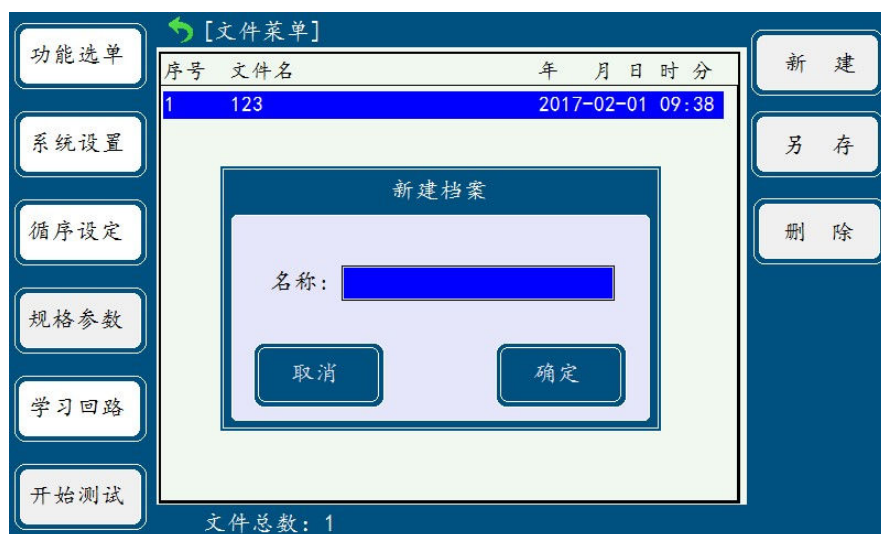 [文件菜单]
功能选单
系统设置
循序设定
规格参数
学习回路
开始测试
序号 文件名 年 月 日 时 分
1 123 2017-02-01 09:38
新建档案
名称:
取消 确定
文件总数: 1
新 建
另 存
删 除